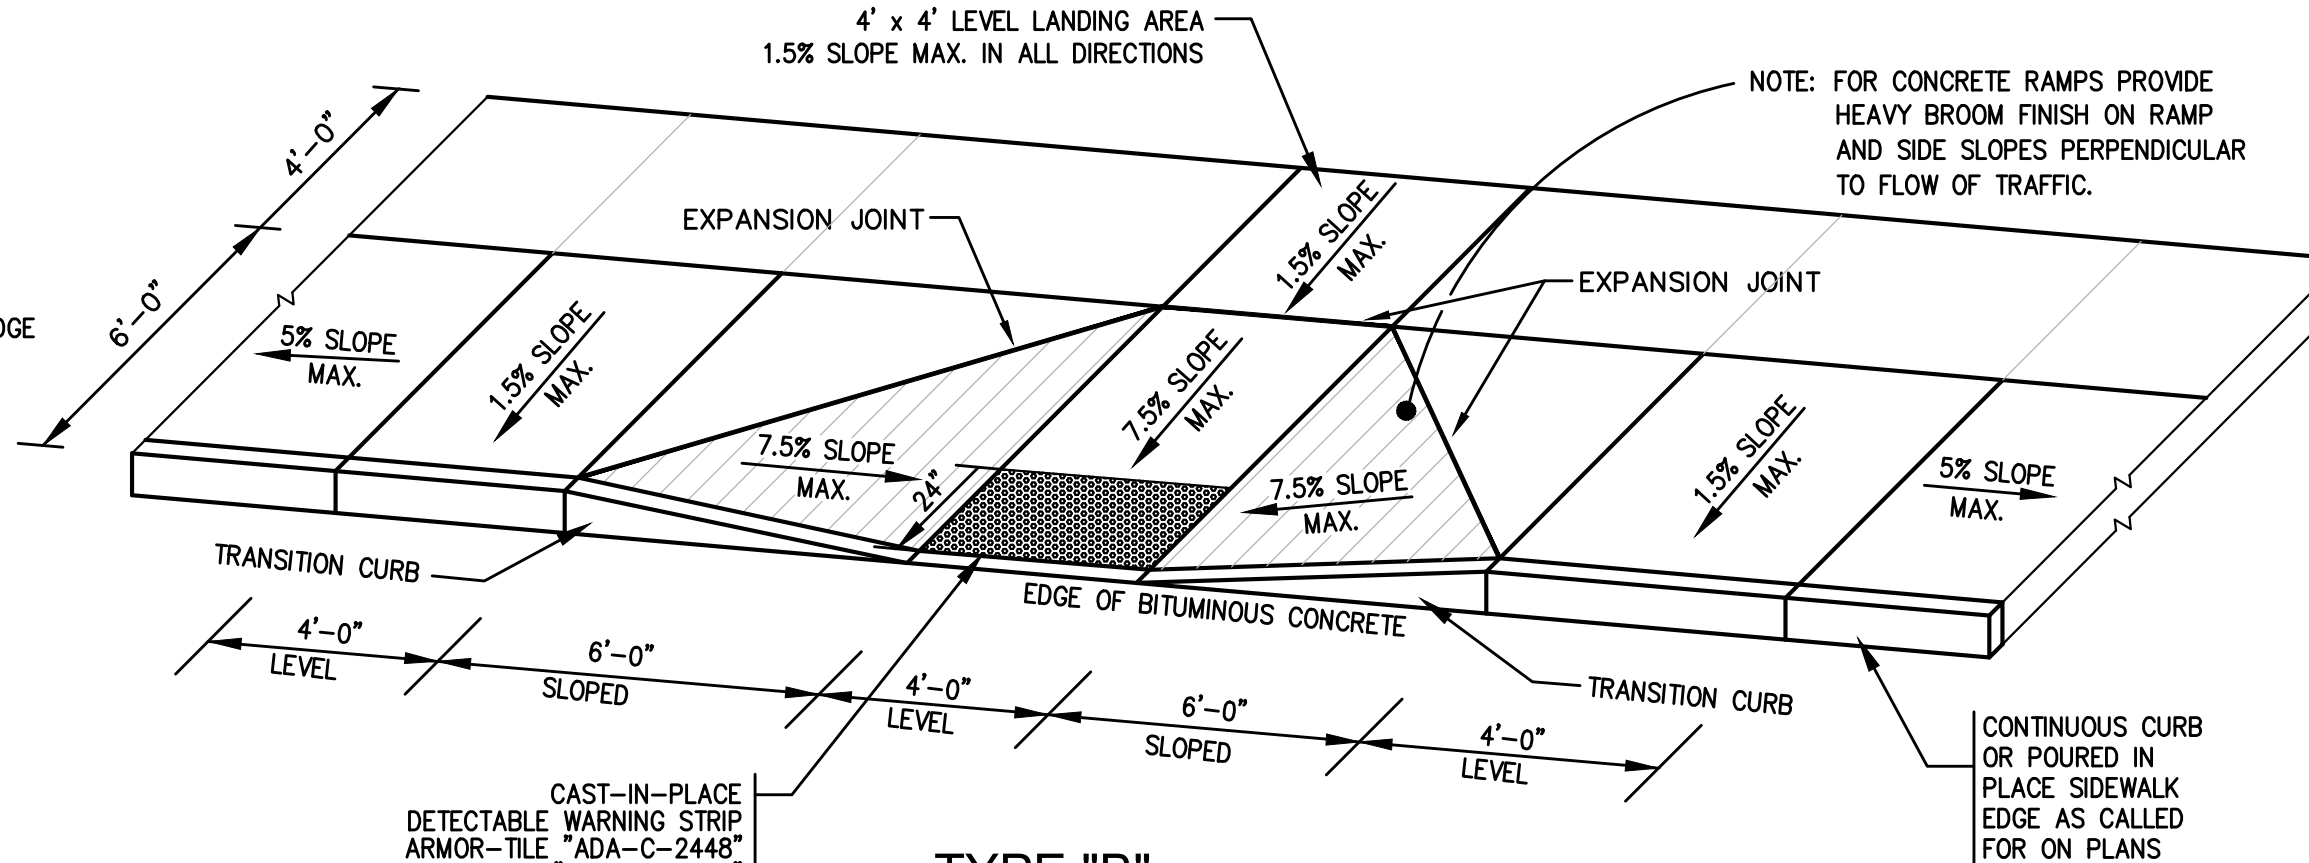 4' x 4' LEVEL LANDING AREA
1.5% SLOPE MAX. IN ALL DIRECTIONS
NOTE: FOR CONCRETE RAMPS PROVIDE
HEAVY BROOM FINISH ON RAMP
AND SIDE SLOPES PERPENDICULAR
TO FLOW OF TRAFFIC.
4'-0"
EXPANSION JOINT
1.5% SLOPE
MAX.
EXPANSION JOINT
6'-0"
5% SLOPE
MAX.
1.5% SLOPE
MAX.
7.5% SLOPE
MAX.
7.5% SLOPE
MAX.
24"
7.5% SLOPE
MAX.
1.5% SLOPE
MAX.
5% SLOPE
MAX.
TRANSITION CURB
EDGE OF BITUMINOUS CONCRETE
4'-0"
LEVEL
6'-0"
SLOPED
4'-0"
LEVEL
6'-0"
SLOPED
4'-0"
LEVEL
TRANSITION CURB
CONTINUOUS CURB
OR POURED IN
PLACE SIDEWALK
EDGE AS CALLED
FOR ON PLANS
CAST-IN-PLACE
DETECTABLE WARNING STRIP
ARMOR-TILE "ADA-C-2448"